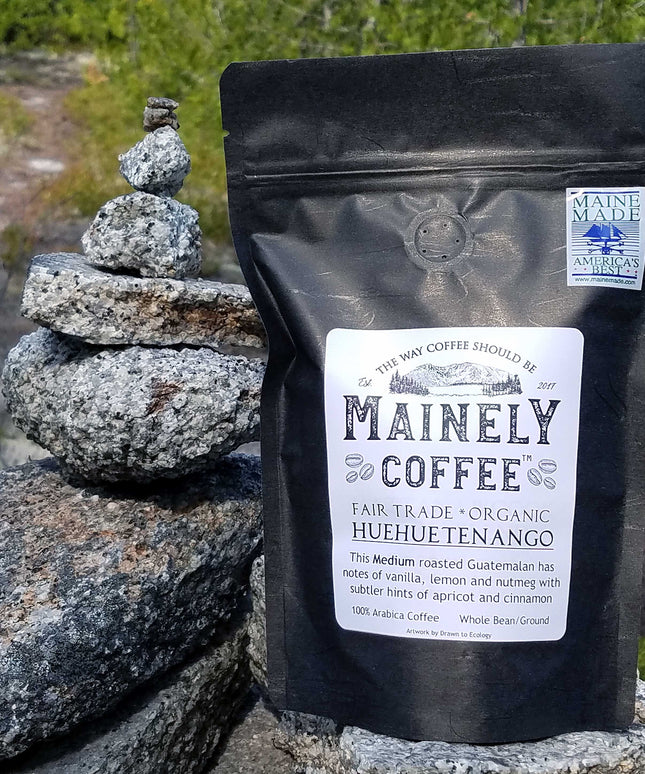 MAINE
MADE
AMERICA'S
BEST
www.mainemade.com
THE WAY COFFEE SHOULD BE
Est. 2017
MAINELY
COFFEE™
FAIR TRADE * ORGANIC
HUEHUETENANGO
This Medium roasted Guatemalan has
notes of vanilla, lemon and nutmeg with
subtler hints of apricot and cinnamon
100% Arabica Coffee Whole Bean/Ground
Artwork by Drawn to Ecology